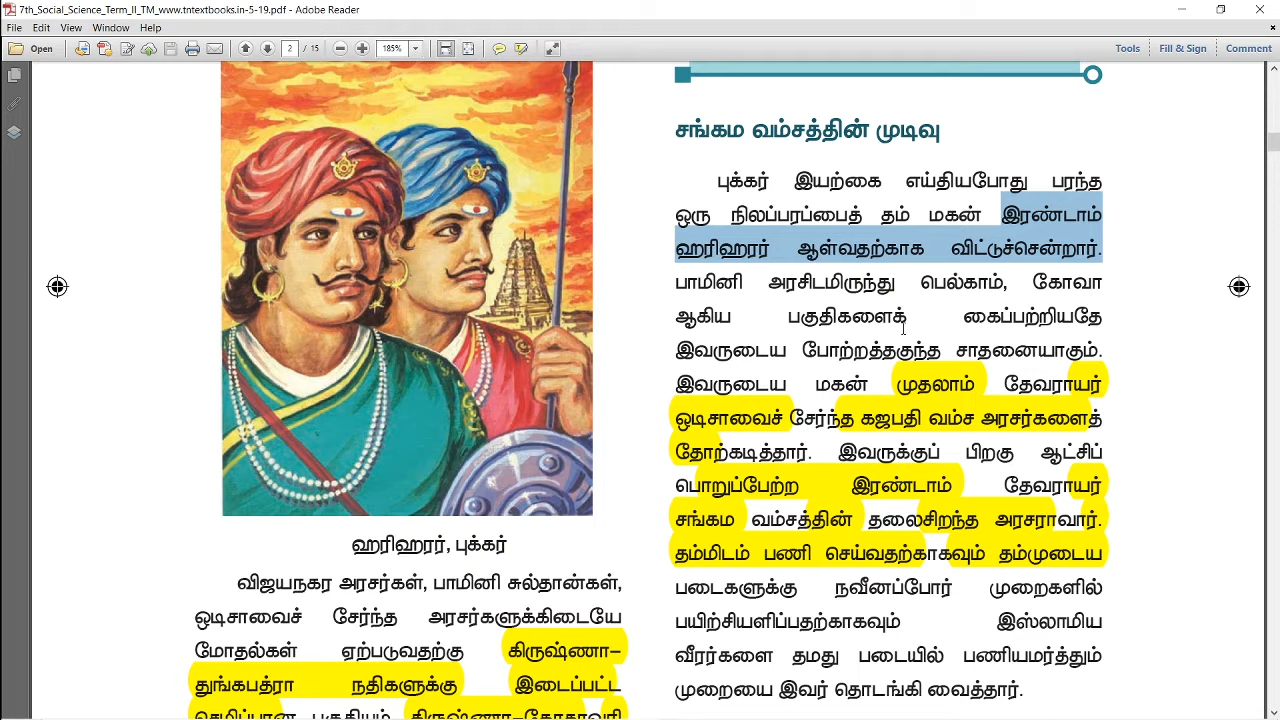 7th_Social_Science_Term_II_TM_www.tntextbooks.in-5-19.pdf - Adobe Reader
File Edit View Window Help
Open 2 / 15 185% Tools Fill & Sign Comment
ஹரிஹரர், புக்கர்
விஜயநகர அரசர்கள், பாமினி சுல்தான்கள்,
ஒடிசாவைச் சேர்ந்த அரசர்களுக்கிடையே
மோதல்கள் ஏற்படுவதற்கு கிருஷ்ணா–
துங்கபத்ரா நதிகளுக்கு இடைப்பட்ட
செழிப்பான பகுதியும் கிருஷ்ணா–கோதாவரி
சங்கம வம்சத்தின் முடிவு
புக்கர் இயற்கை எய்தியபோது பரந்த
ஒரு நிலப்பரப்பைத் தம் மகன் இரண்டாம்
ஹரிஹரர் ஆள்வதற்காக விட்டுச்சென்றார்.
பாமினி அரசிடமிருந்து பெல்காம், கோவா
ஆகிய பகுதிகளைக் கைப்பற்றியதே
இவருடைய போற்றத்தகுந்த சாதனையாகும்.
இவருடைய மகன் முதலாம் தேவராயர்
ஒடிசாவைச் சேர்ந்த கஜபதி வம்ச அரசர்களைத்
தோற்கடித்தார். இவருக்குப் பிறகு ஆட்சிப்
பொறுப்பேற்ற இரண்டாம் தேவராயர்
சங்கம வம்சத்தின் தலைசிறந்த அரசராவார்.
தம்மிடம் பணி செய்வதற்காகவும் தம்முடைய
படைகளுக்கு நவீனப்போர் முறைகளில்
பயிற்சியளிப்பதற்காகவும் இஸ்லாமிய
வீரர்களை தமது படையில் பணியமர்த்தும்
முறையை இவர் தொடங்கி வைத்தார்.